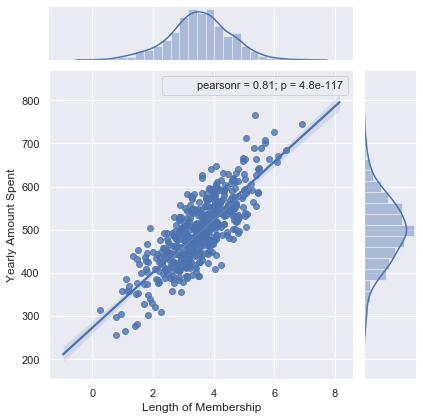 pearsonr = 0.81; p = 4.8e-117
800
700
600
500
400
300
200
Yearly Amount Spent
0 2 4 6 8
Length of Membership